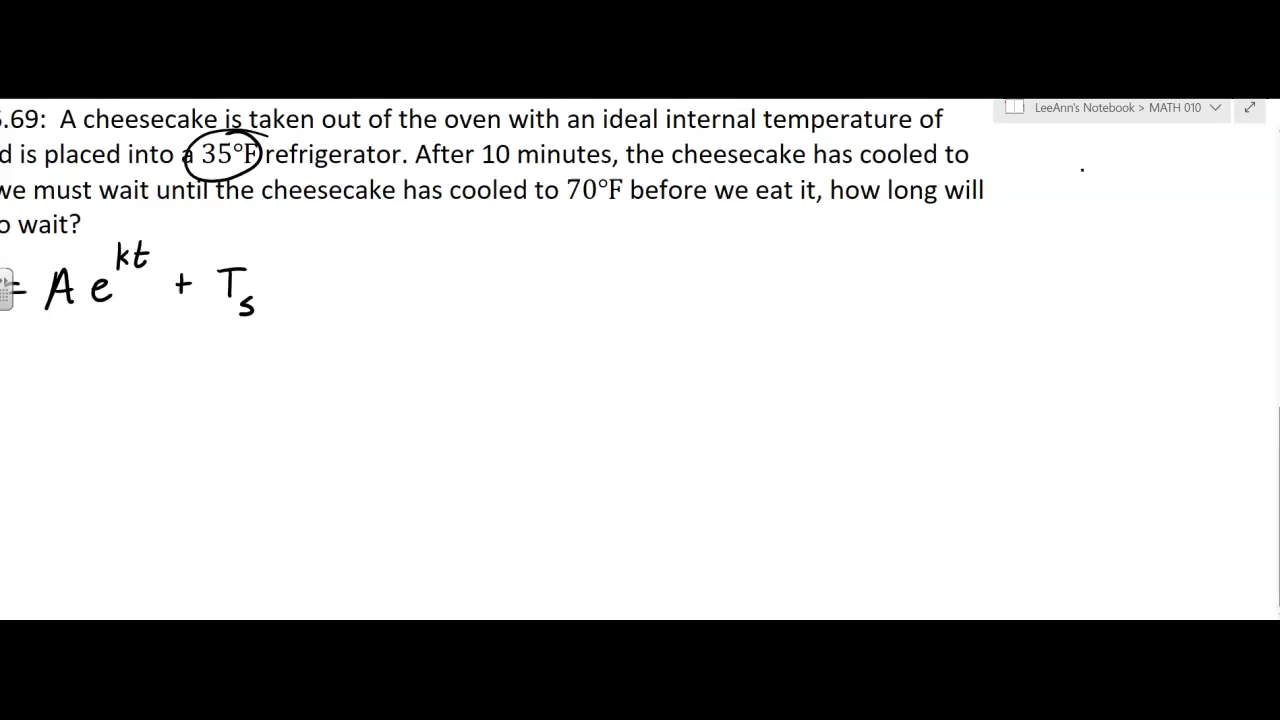 LeeAnn's Notebook > MATH 010
.69: A cheesecake is taken out of the oven with an ideal internal temperature of
d is placed into a 35°F refrigerator. After 10 minutes, the cheesecake has cooled to
we must wait until the cheesecake has cooled to 70°F before we eat it, how long will
o wait?
= A e^{kt} + T_s